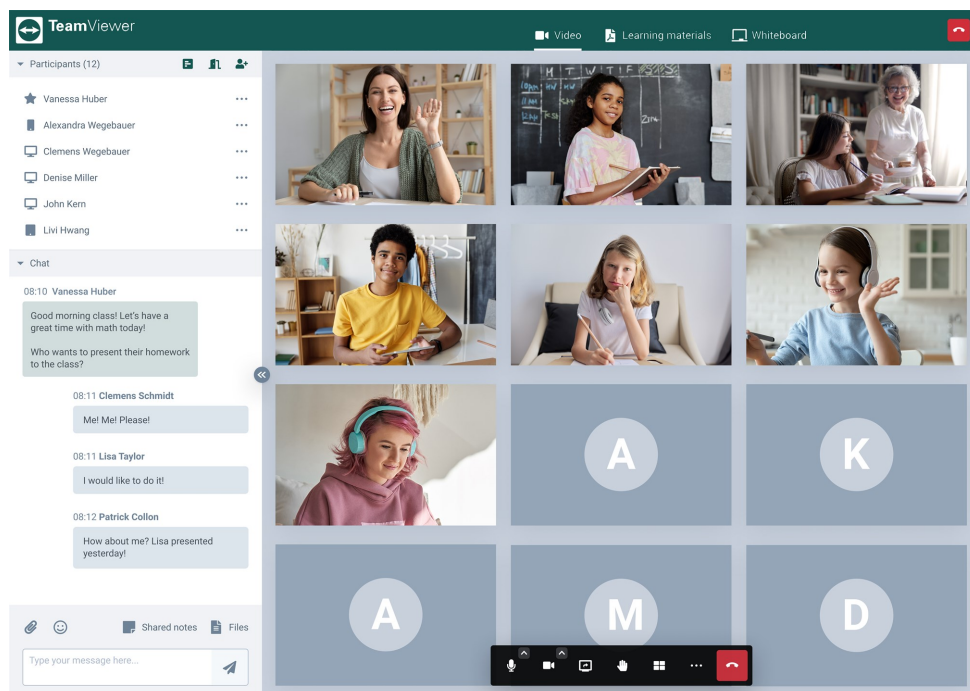 TeamViewer
Video
Learning materials
Whiteboard
Participants (12)
Vanessa Huber
Alexandra Wegebauer
Clemens Wegebauer
Denise Miller
John Kern
Livi Hwang
Chat
08:10 Vanessa Huber
Good morning class! Let's have a
great time with math today!
Who wants to present their homework
to the class?
08:11 Clemens Schmidt
Me! Me! Please!
08:11 Lisa Taylor
I would like to do it!
08:12 Patrick Collon
How about me? Lisa presented
yesterday!
Shared notes
Files
Type your message here...
M T W T F
A
K
A
M
D